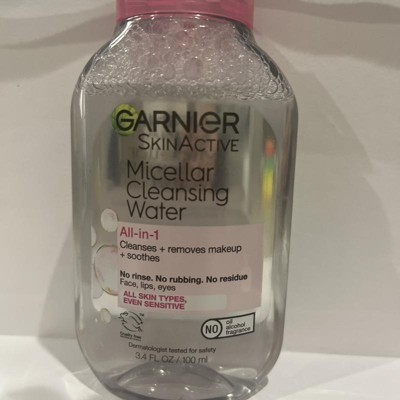 GARNIER
SKINACTIVE
Micellar
Cleansing
Water
All-in-1
Cleanses + removes makeup
+ soothes
No rinse. No rubbing. No residue
Face, lips, eyes
ALL SKIN TYPES,
EVEN SENSITIVE
NO oil
alcohol
fragrance
Cruelty free
Dermatologist tested for safety
3.4 FL OZ / 100 ml